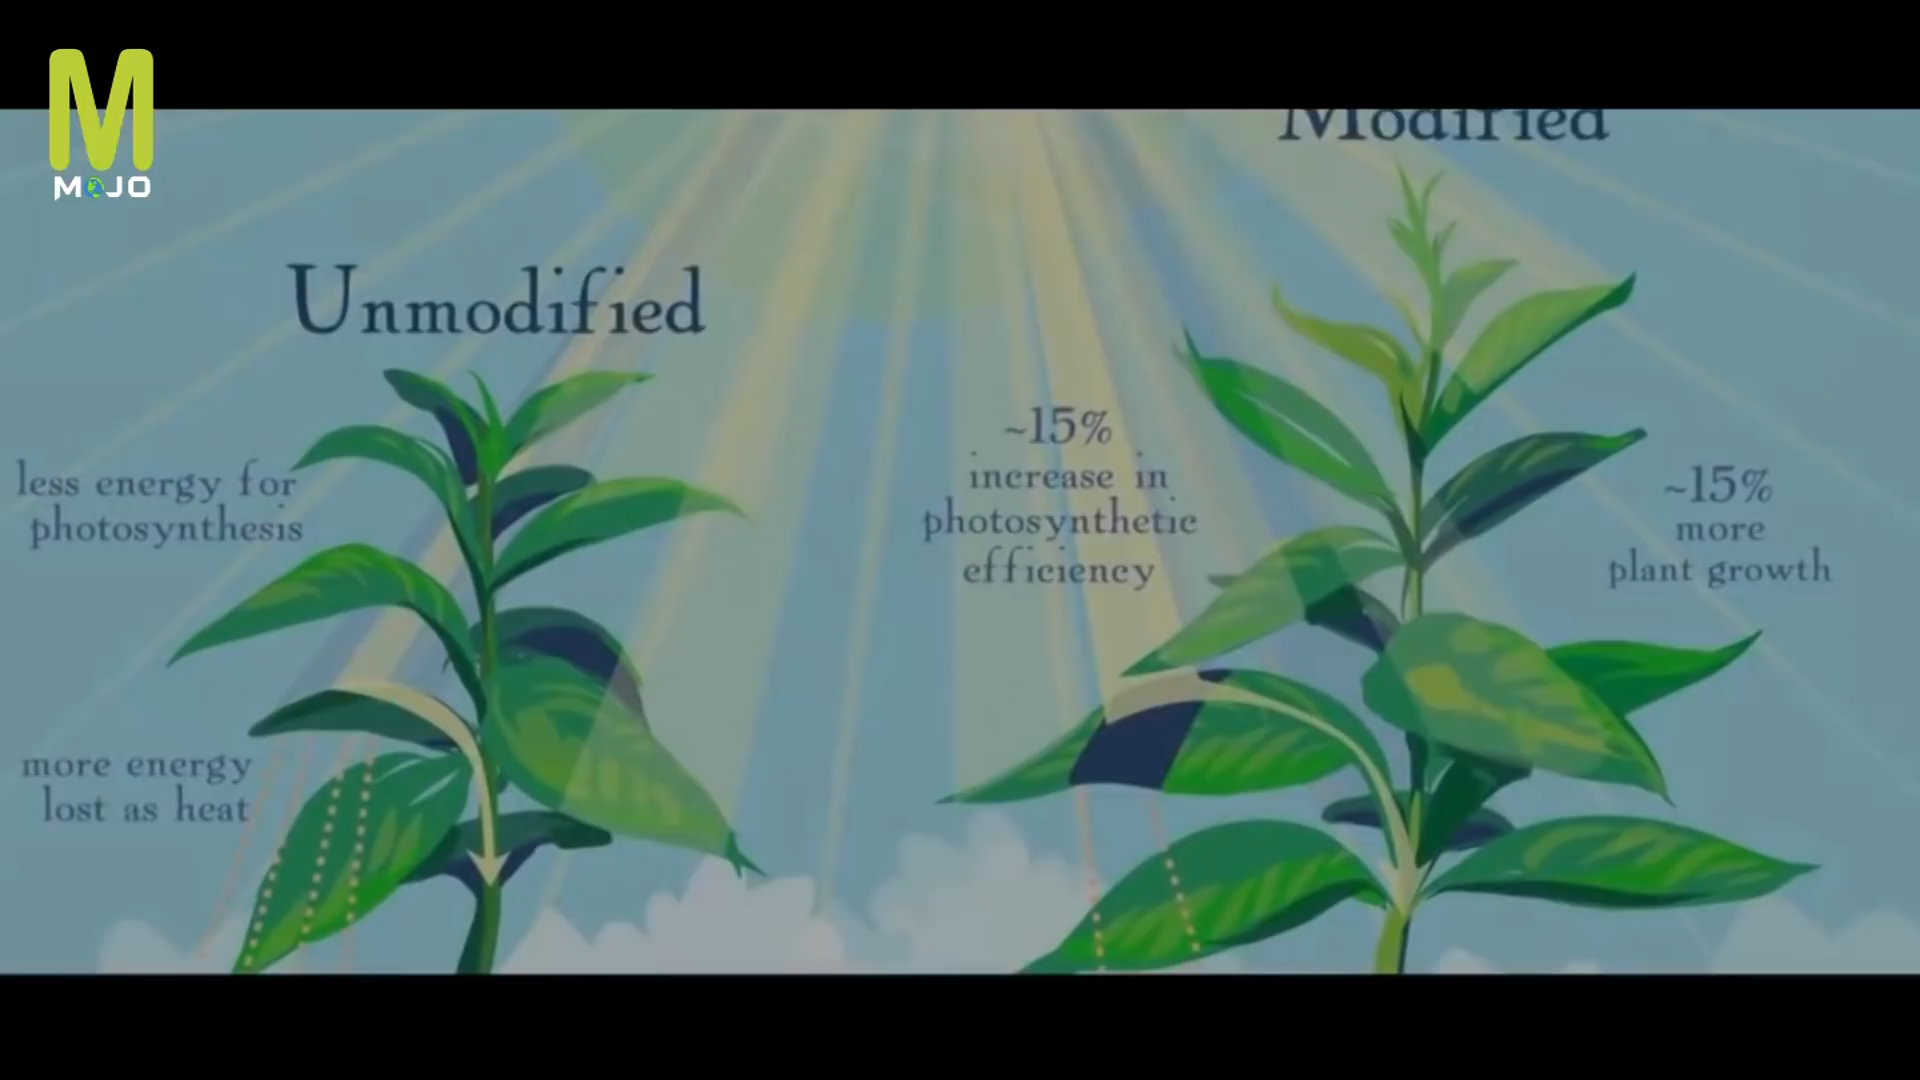 M
MOJO
Modified
Unmodified
less energy for
photosynthesis
more energy
lost as heat
~15%
increase in
photosynthetic
efficiency
~15%
more
plant growth